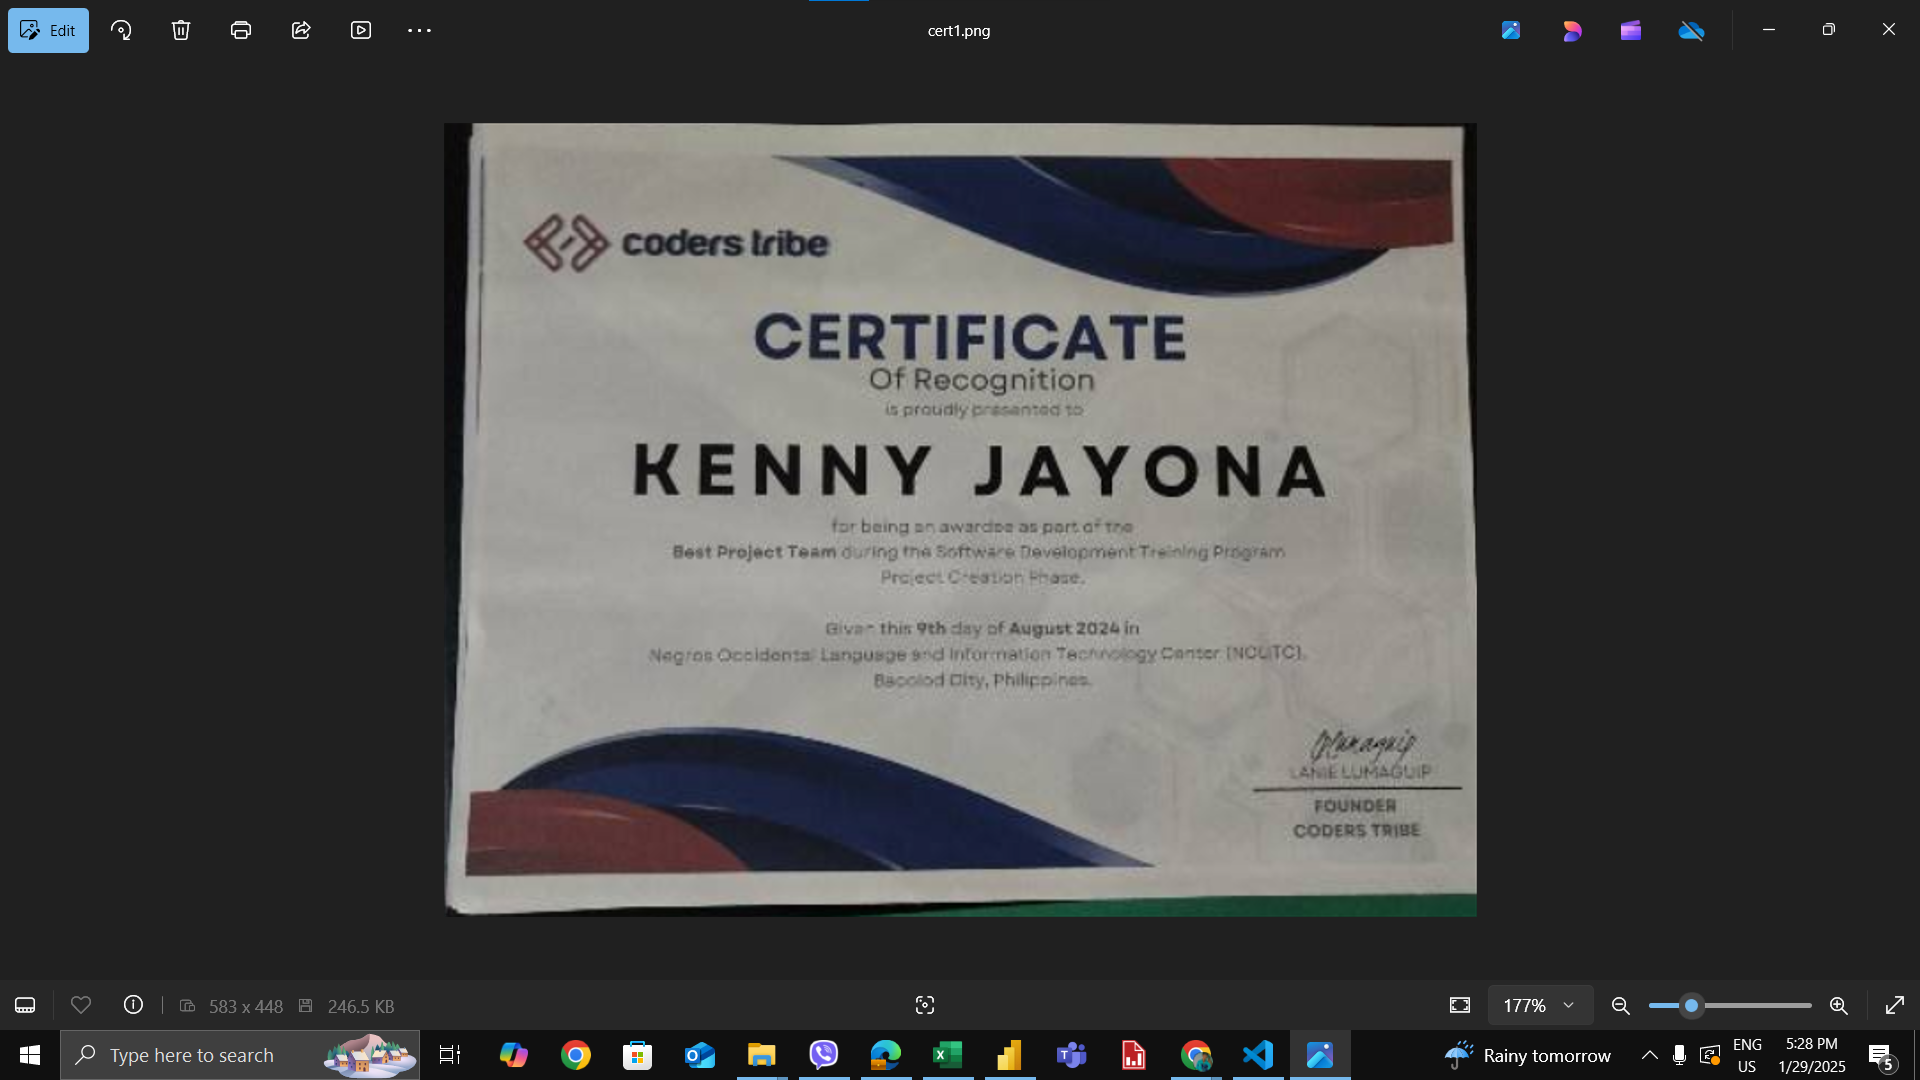 Edit
cert1.png
coders tribe
CERTIFICATE
Of Recognition
is proudly presented to
KENNY JAYONA
for being an awardee as part of the
Best Project Team during the Software Development Training Program
Project Creation Phase.
Given this 9th day of August 2024 in
Negros Occidental Language and Information Technology Center (NOLITC),
Bacolod City, Philippines.
LANIE LUMAGUIP
FOUNDER
CODERS TRIBE
583 x 448
246.5 KB
177%
Type here to search
Rainy tomorrow
ENG
US
5:28 PM
1/29/2025
5